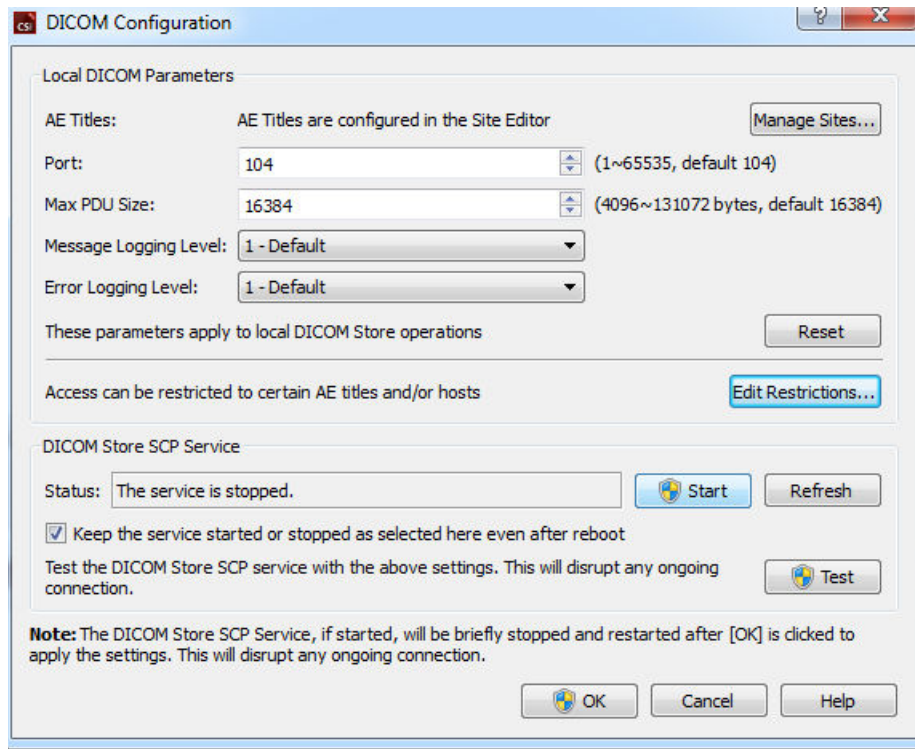 CSI DICOM Configuration ?
Local DICOM Parameters
AE Titles: AE Titles are configured in the Site Editor Manage Sites...
Port: 104 (1~65535, default 104)
Max PDU Size: 16384 (4096~131072 bytes, default 16384)
Message Logging Level: 1 - Default
Error Logging Level: 1 - Default
These parameters apply to local DICOM Store operations Reset
Access can be restricted to certain AE titles and/or hosts Edit Restrictions...
DICOM Store SCP Service
Status: The service is stopped. Start Refresh
Keep the service started or stopped as selected here even after reboot
Test the DICOM Store SCP service with the above settings. This will disrupt any ongoing
connection. Test
Note: The DICOM Store SCP Service, if started, will be briefly stopped and restarted after [OK] is clicked to
apply the settings. This will disrupt any ongoing connection.
OK Cancel Help